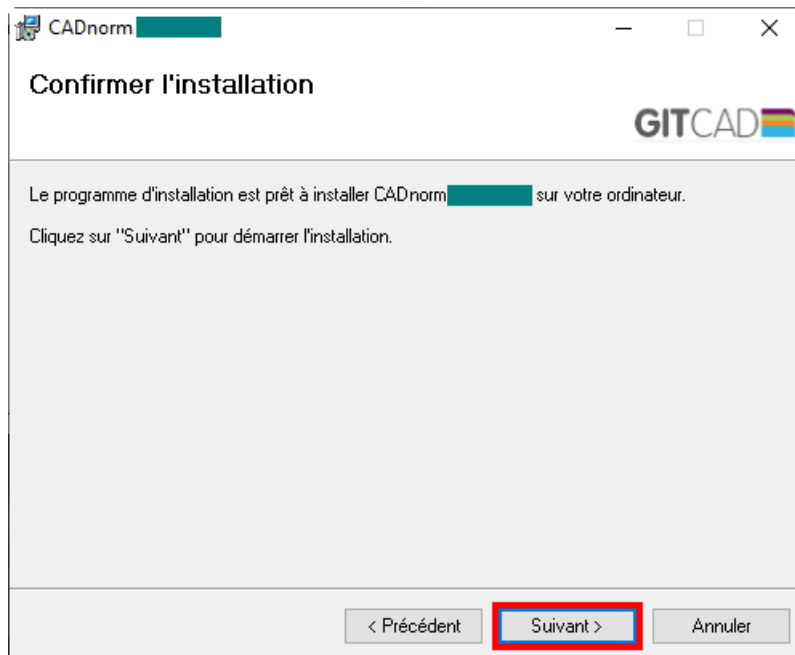 CADnorm
Confirmer l'installation
GITCAD
Le programme d'installation est prêt à installer CADnorm sur votre ordinateur.
Cliquez sur "Suivant" pour démarrer l'installation.
< Précédent
Suivant >
Annuler